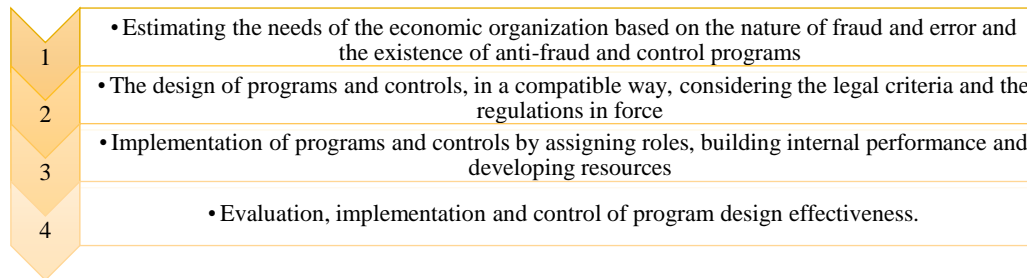 1
•Estimating the needs of the economic organization based on the nature of fraud and error and
the existence of anti-fraud and control programs
2
•The design of programs and controls, in a compatible way, considering the legal criteria and the
regulations in force
3
•Implementation of programs and controls by assigning roles, building internal performance and
developing resources
4
•Evaluation, implementation and control of program design effectiveness.